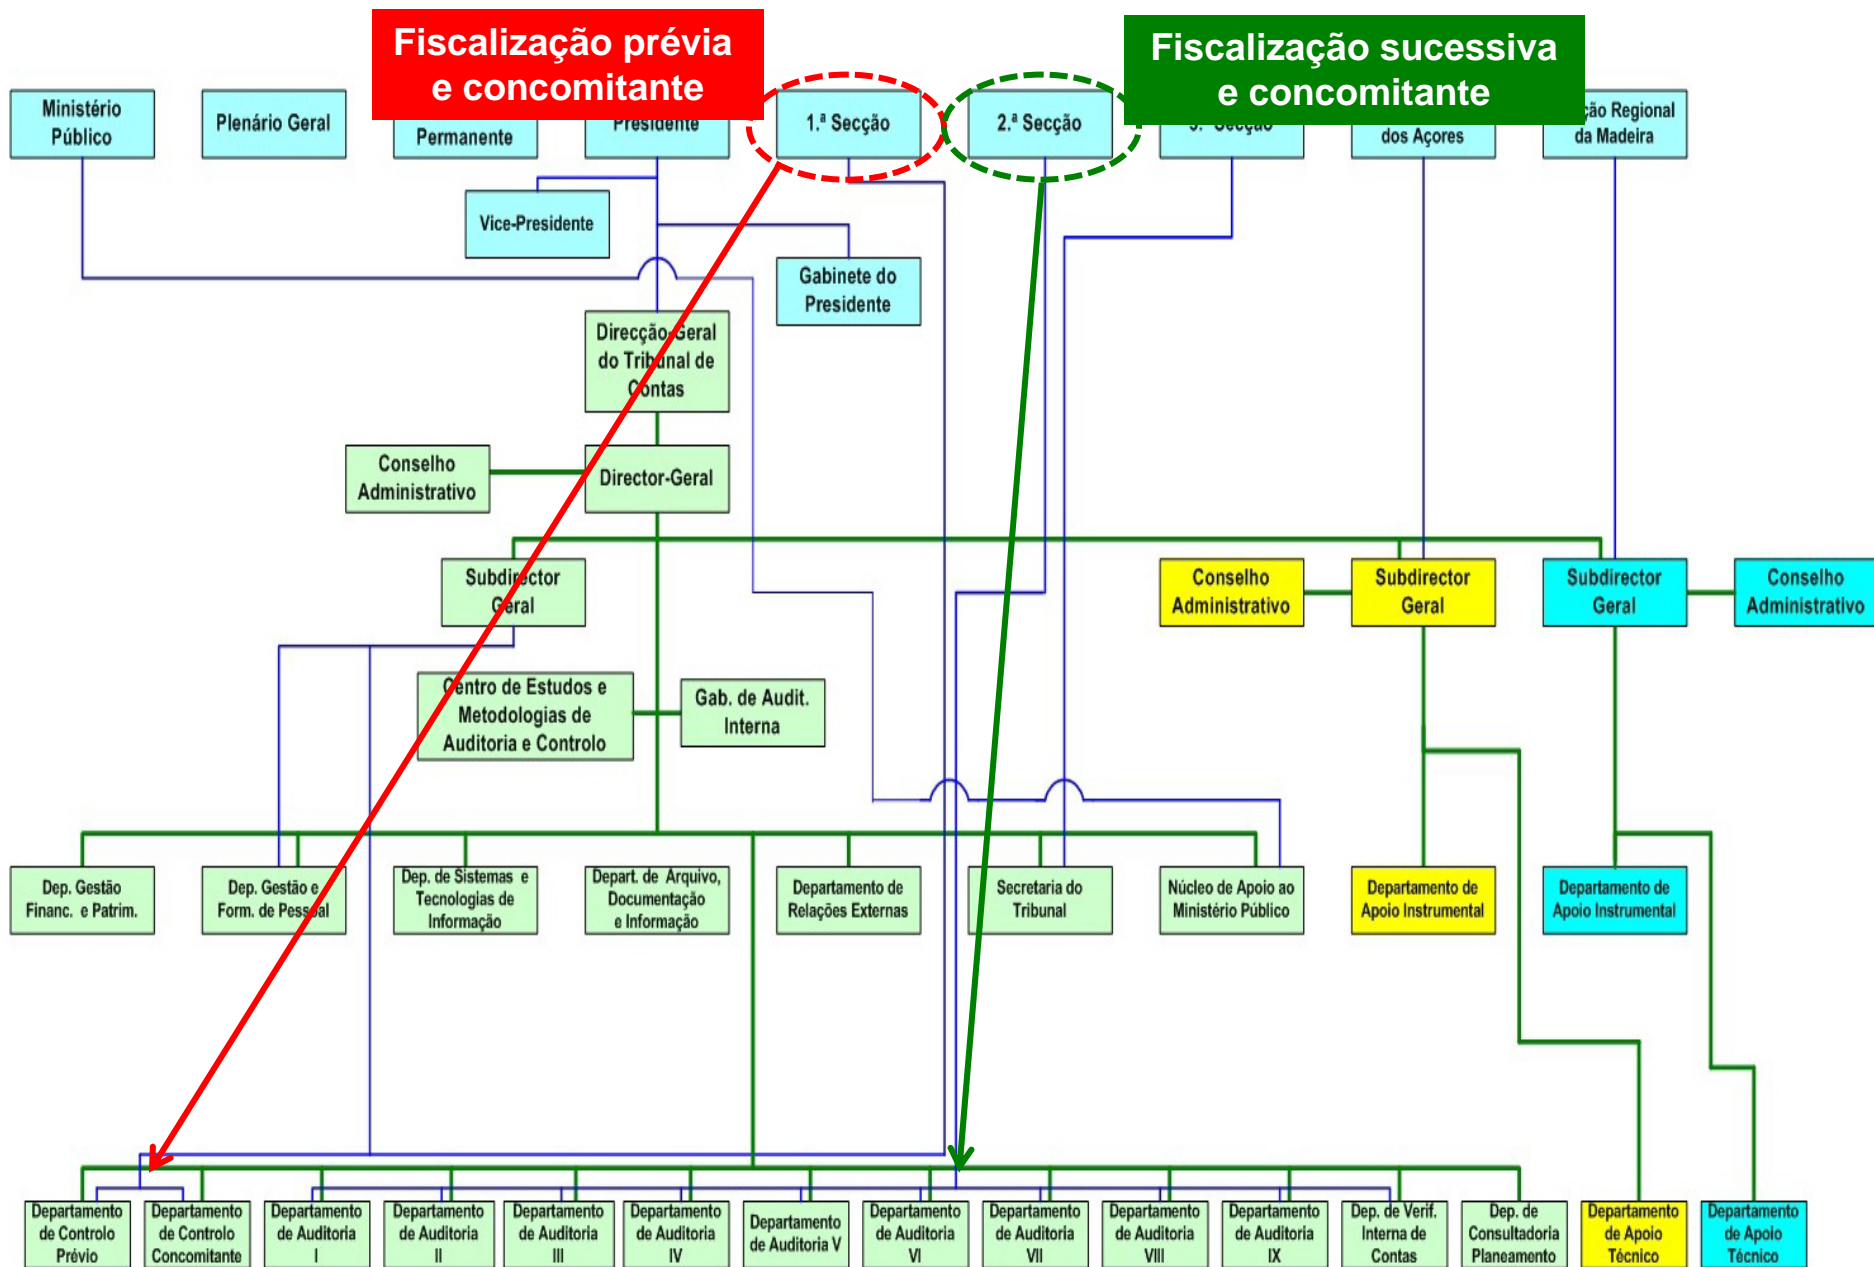 Fiscalização prévia
e concomitante
Fiscalização sucessiva
e concomitante
Ministério
Público
Plenário Geral
Permanente
Presidente
1.ª Secção
2.ª Secção
Secção
dos Açores
Regional
da Madeira
Vice-Presidente
Gabinete do
Presidente
Direcção-Geral
do Tribunal de
Contas
Conselho
Administrativo
Director-Geral
Subdirector
Geral
Conselho
Administrativo
Subdirector
Geral
Subdirector
Geral
Conselho
Administrativo
Centro de Estudos e
Metodologias de
Auditoria e Controlo
Gab. de Audit.
Interna
Dep. Gestão
Financ. e Patrim.
Dep. Gestão e
Form. de Pessoal
Dep. de Sistemas e
Tecnologias de
Informação
Depart. de Arquivo,
Documentação
e Informação
Departamento de
Relações Externas
Secretaria do
Tribunal
Núcleo de Apoio ao
Ministério Público
Departamento de
Apoio Instrumental
Departamento de
Apoio Instrumental
Departamento
de Controlo
Prévio
Departamento
de Controlo
Concomitante
Departamento
de Auditoria
I
Departamento
de Auditoria
II
Departamento
de Auditoria
III
Departamento
de Auditoria
IV
Departamento
de Auditoria V
Departamento
de Auditoria
VI
Departamento
de Auditoria
VII
Departamento
de Auditoria
VIII
Departamento
de Auditoria
IX
Dep. de Verif.
Interna de
Contas
Dep. de
Consultadoria
Planeamento
Departamento
de Apoio
Técnico
Departamento
de Apoio
Técnico